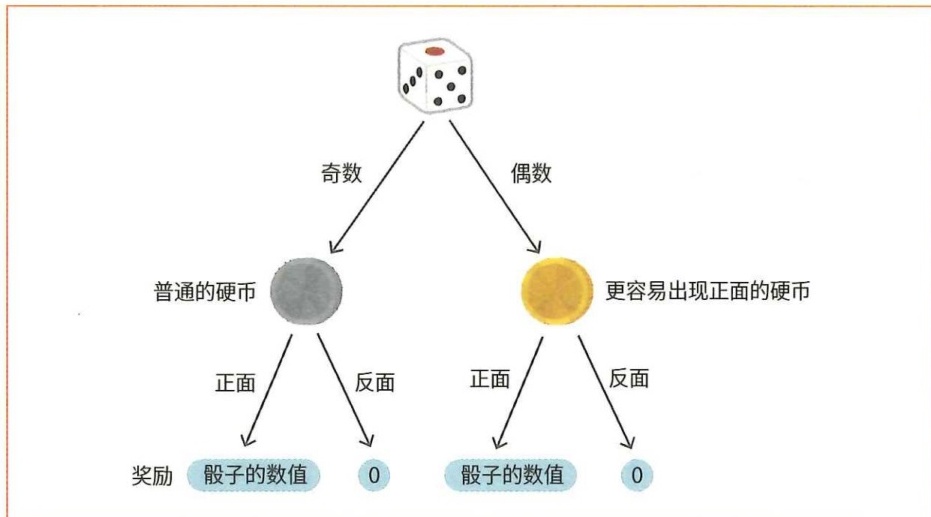 奇数 偶数
普通的硬币 更容易出现正面的硬币
正面 反面 正面 反面
奖励 骰子的数值 0 骰子的数值 0